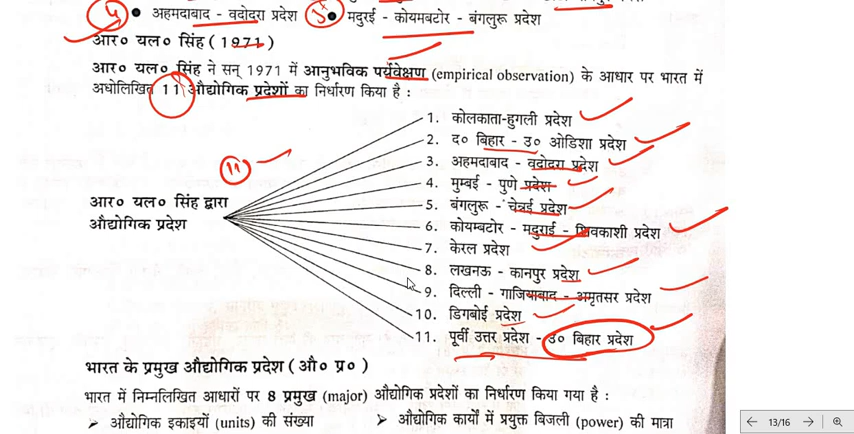 ● अहमदाबाद - वदोदरा प्रदेश ● मदुरई - कोयमबटोर - बंगलुरू प्रदेश
आर० यल० सिंह (1971)
आर० यल० सिंह ने सन् 1971 में आनुभविक पर्यवेक्षण (empirical observation) के आधार पर भारत में
अधोलिखित 11 औद्योगिक प्रदेशों का निर्धारण किया है :
1. कोलकाता-हुगली प्रदेश
2. द० बिहार - उ० ओडिशा प्रदेश
3. अहमदाबाद - वदोदरा प्रदेश
11
4. मुम्बई - पुणे प्रदेश
आर० यल० सिंह द्वारा
औद्योगिक प्रदेश
5. बंगलुरू - चेन्नई प्रदेश
6. कोयम्बटोर - मदुराई - शिवकाशी प्रदेश
7. केरल प्रदेश
8. लखनऊ - कानपुर प्रदेश
9. दिल्ली - गाजियाबाद - अमृतसर प्रदेश
10. डिगबोई प्रदेश
11. पूर्वी उत्तर प्रदेश - उ० बिहार प्रदेश
भारत के प्रमुख औद्योगिक प्रदेश (औ० प्र०)
भारत में निम्नलिखित आधारों पर 8 प्रमुख (major) औद्योगिक प्रदेशों का निर्धारण किया गया है :
➤ औद्योगिक इकाइयों (units) की संख्या ➤ औद्योगिक कार्यों में प्रयुक्त बिजली (power) की मात्रा
13/16